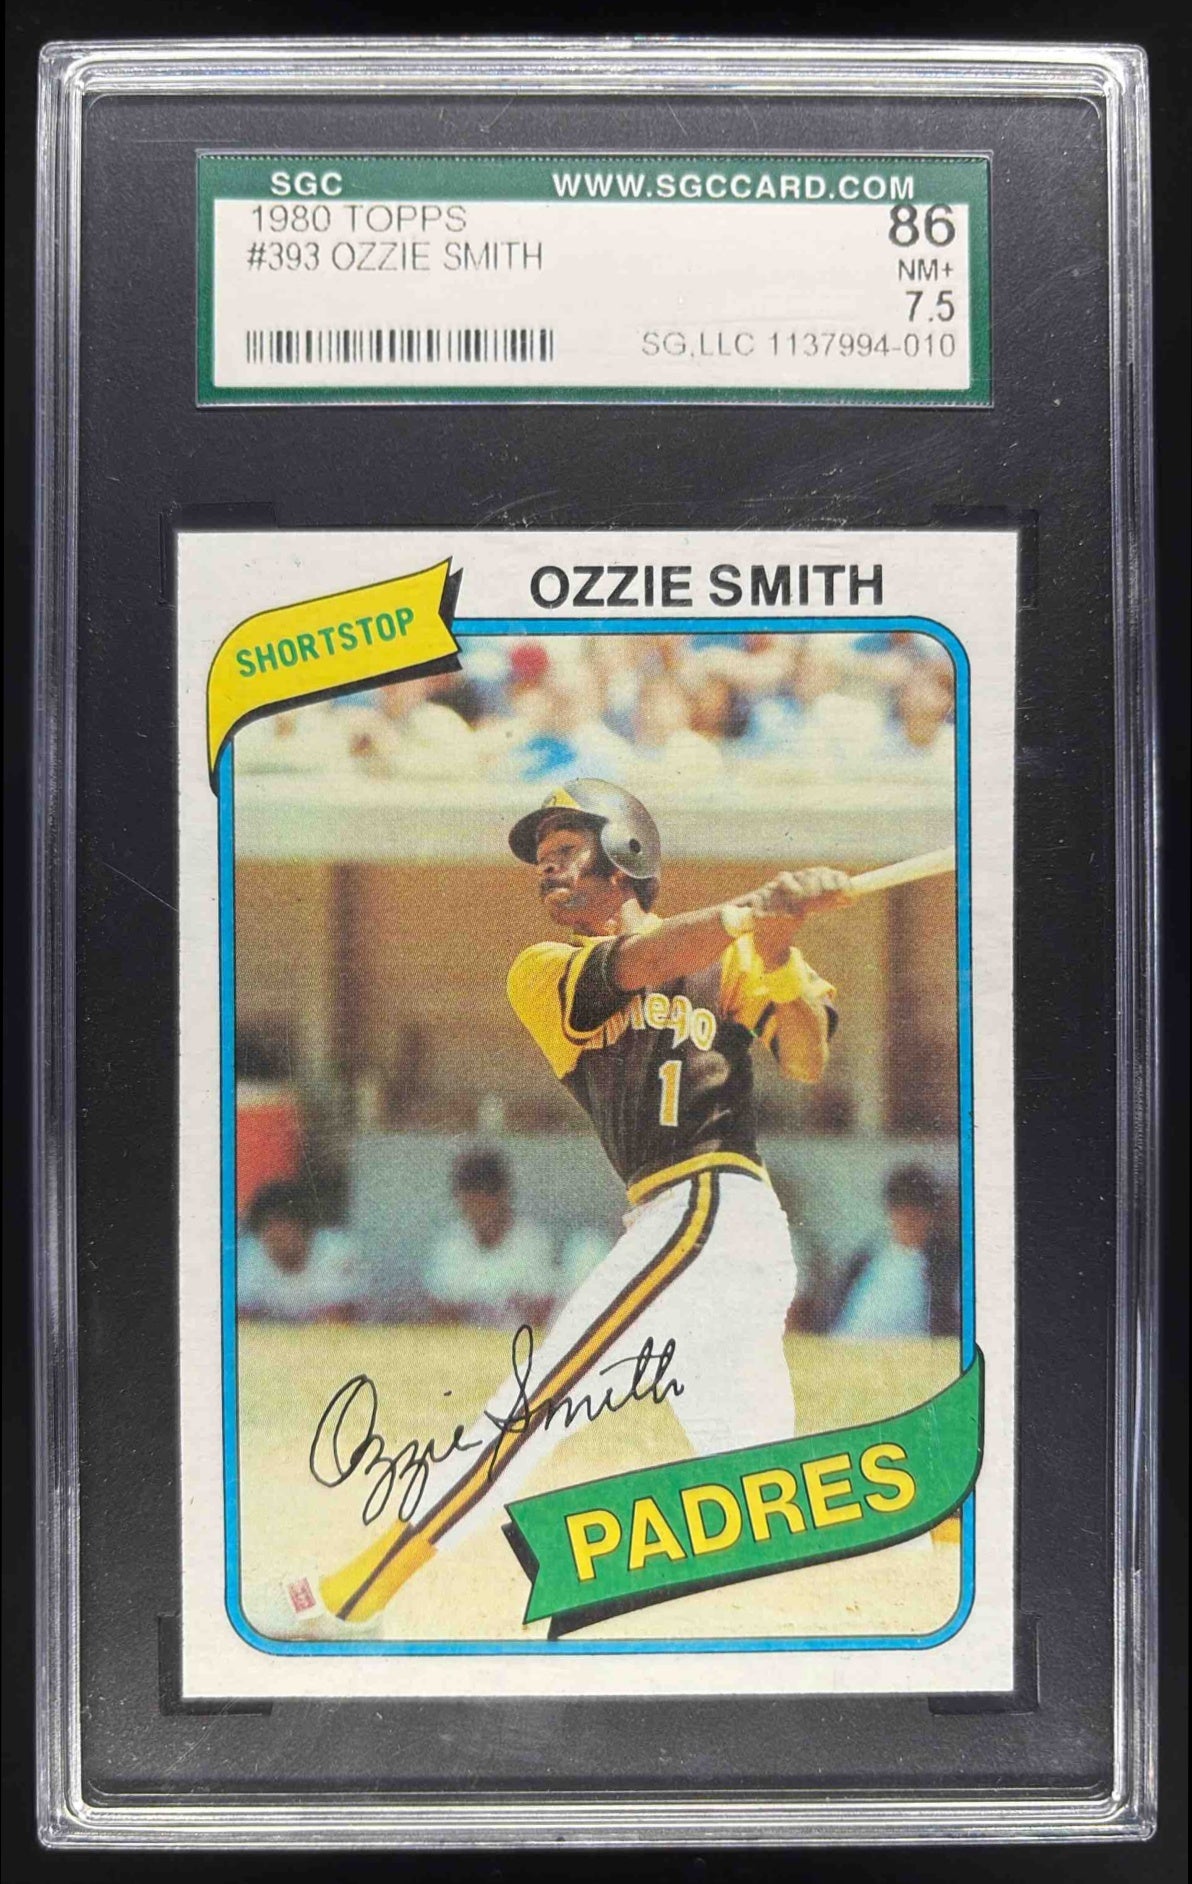 SGC WWW.SGCCARD.COM
1980 TOPPS 86
#393 OZZIE SMITH NM+
7.5
SG,LLC 1137994-010
OZZIE SMITH
SHORTSTOP
iego
1
Ozzie Smith
PADRES